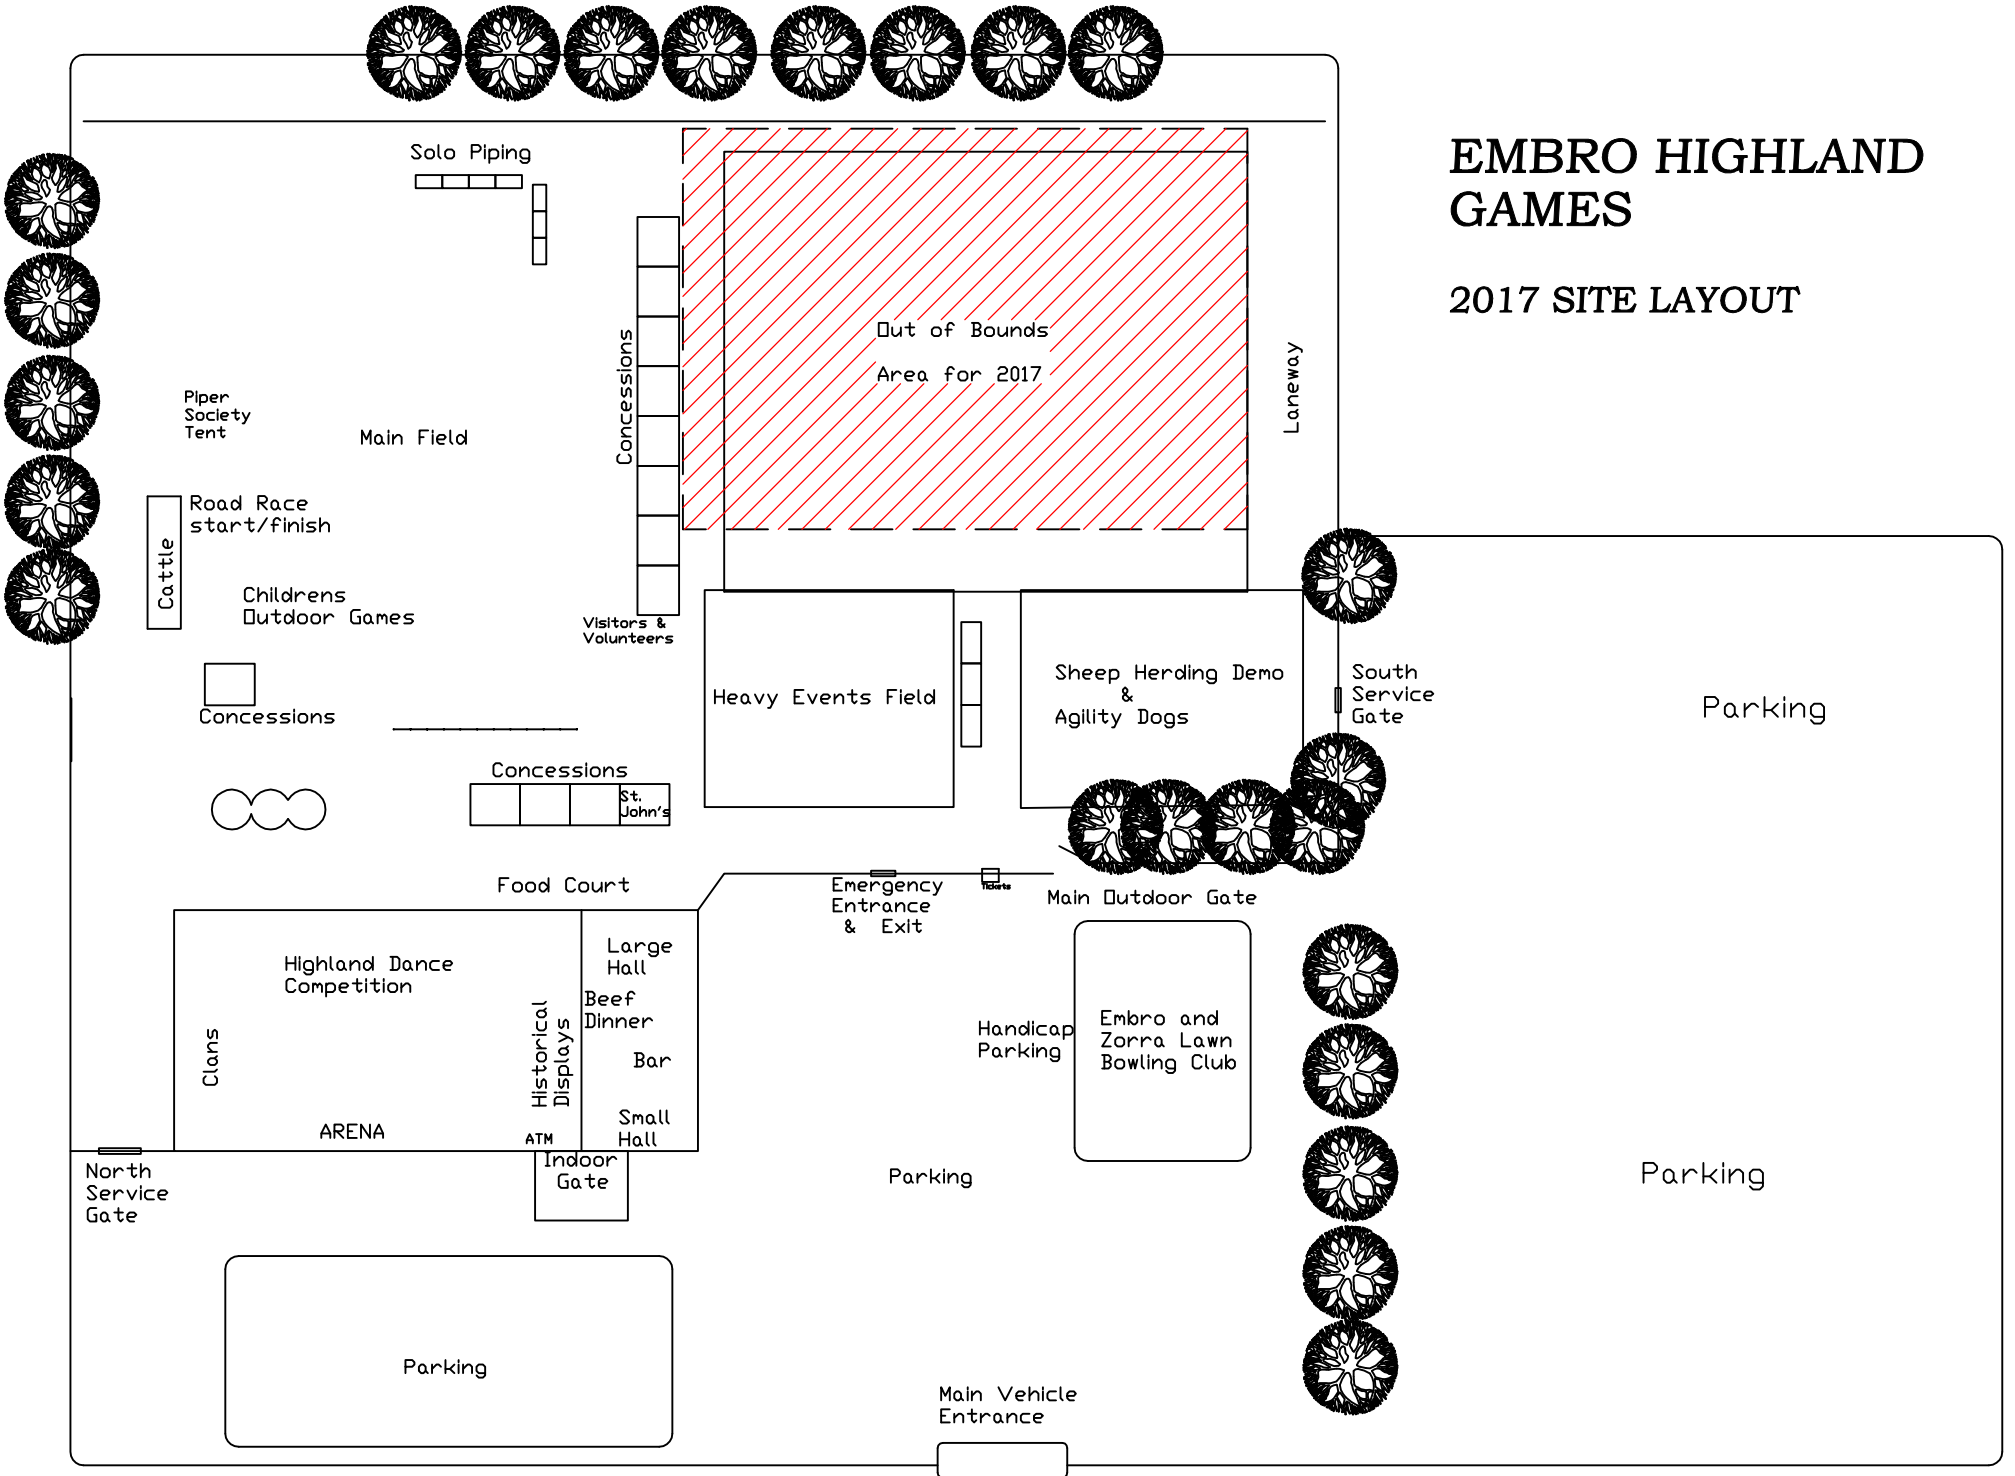 EMBRO HIGHLAND
GAMES
2017 SITE LAYOUT
Solo Piping
Concessions
Out of Bounds
Area for 2017
Laneway
Piper
Society
Tent
Main Field
Road Race
start/finish
Cattle
Childrens
Outdoor Games
Visitors &
Volunteers
Concessions
Heavy Events Field
Sheep Herding Demo
&
Agility Dogs
South
Service
Gate
Parking
Concessions
St.
John's
Food Court
Emergency
Entrance
& Exit
Tickets
Main Outdoor Gate
Highland Dance
Competition
Large
Hall
Beef
Dinner
Bar
Small
Hall
Historical
Displays
Clans
ARENA
ATM
Indoor
Gate
North
Service
Gate
Handicap
Parking
Embro and
Zorra Lawn
Bowling Club
Parking
Parking
Parking
Main Vehicle
Entrance